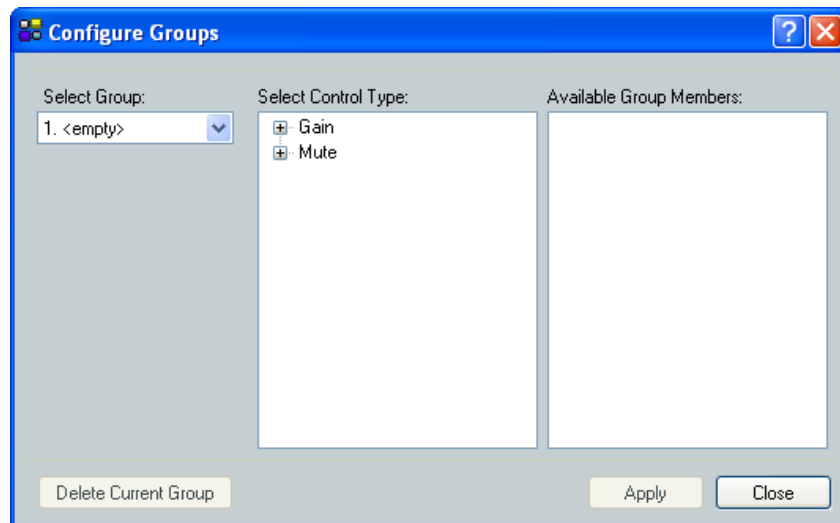 Configure Groups
Select Group:
1. <empty>
Select Control Type:
Gain
Mute
Available Group Members:
Delete Current Group
Apply
Close